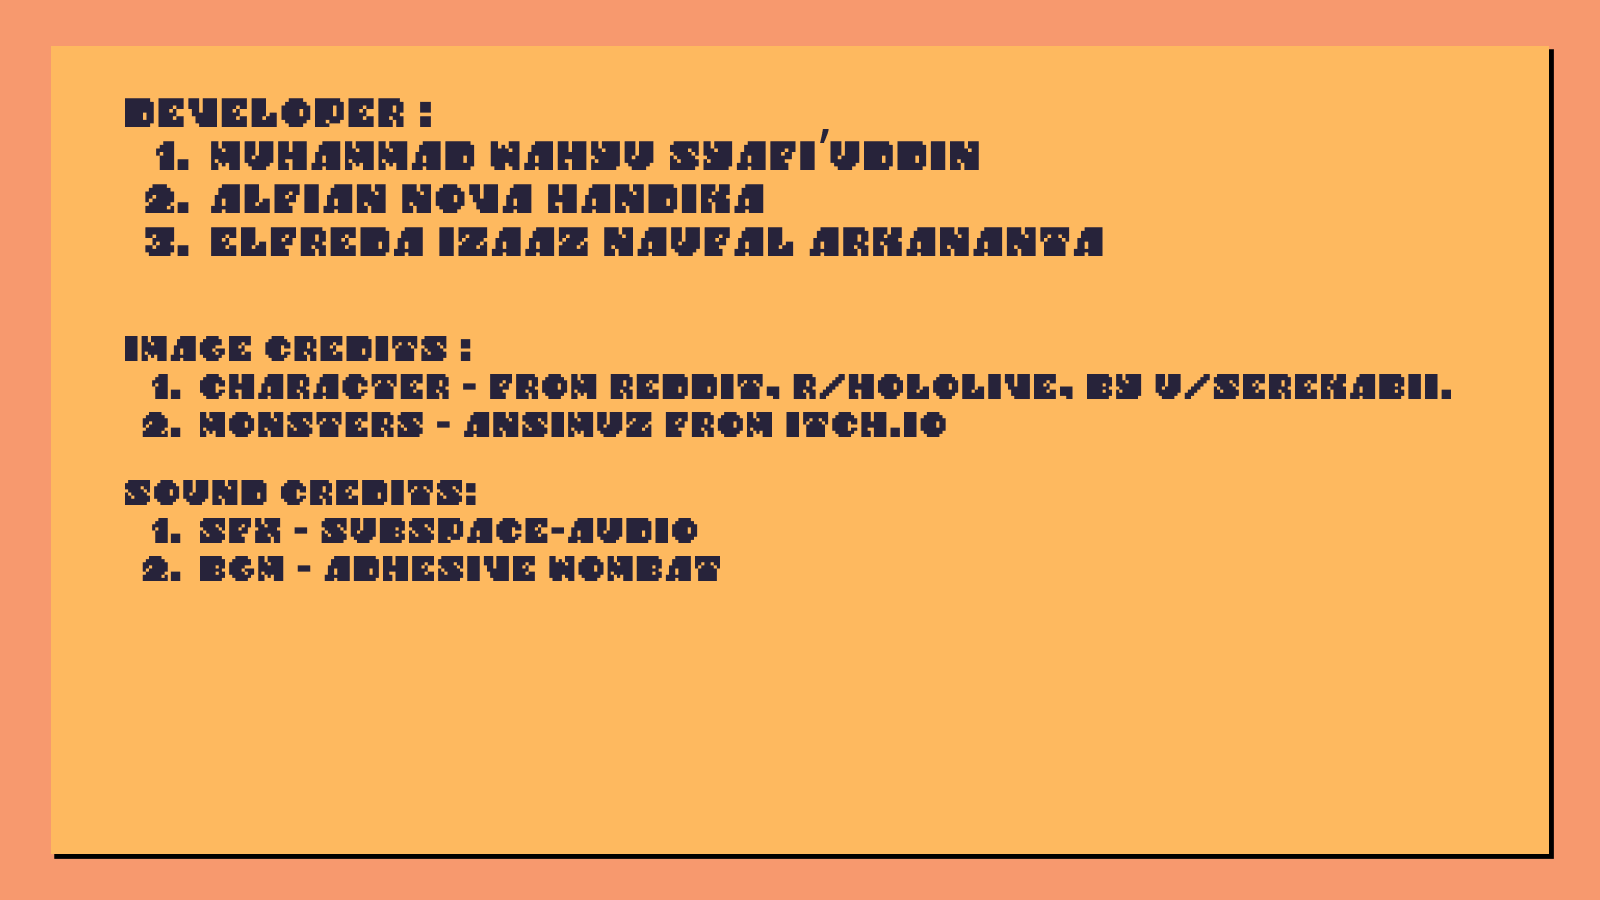 DEVELOPER :
1. MUHAMMAD WAHYU SYAFI'UDDIN
2. ALFIAN NOVA HANDIKA
3. ELFREDA IZAAZ NAUFAL ARKANANTA
IMAGE CREDITS :
1. CHARACTER - FROM REDDIT, R/HOLOLIVE, BY U/SEREKABII.
2. MONSTERS - ANSIMUZ FROM ITCH.IO
SOUND CREDITS:
1. SFX - SUBSPACE-AUDIO
2. BGM - ADHESIVE WOMBAT